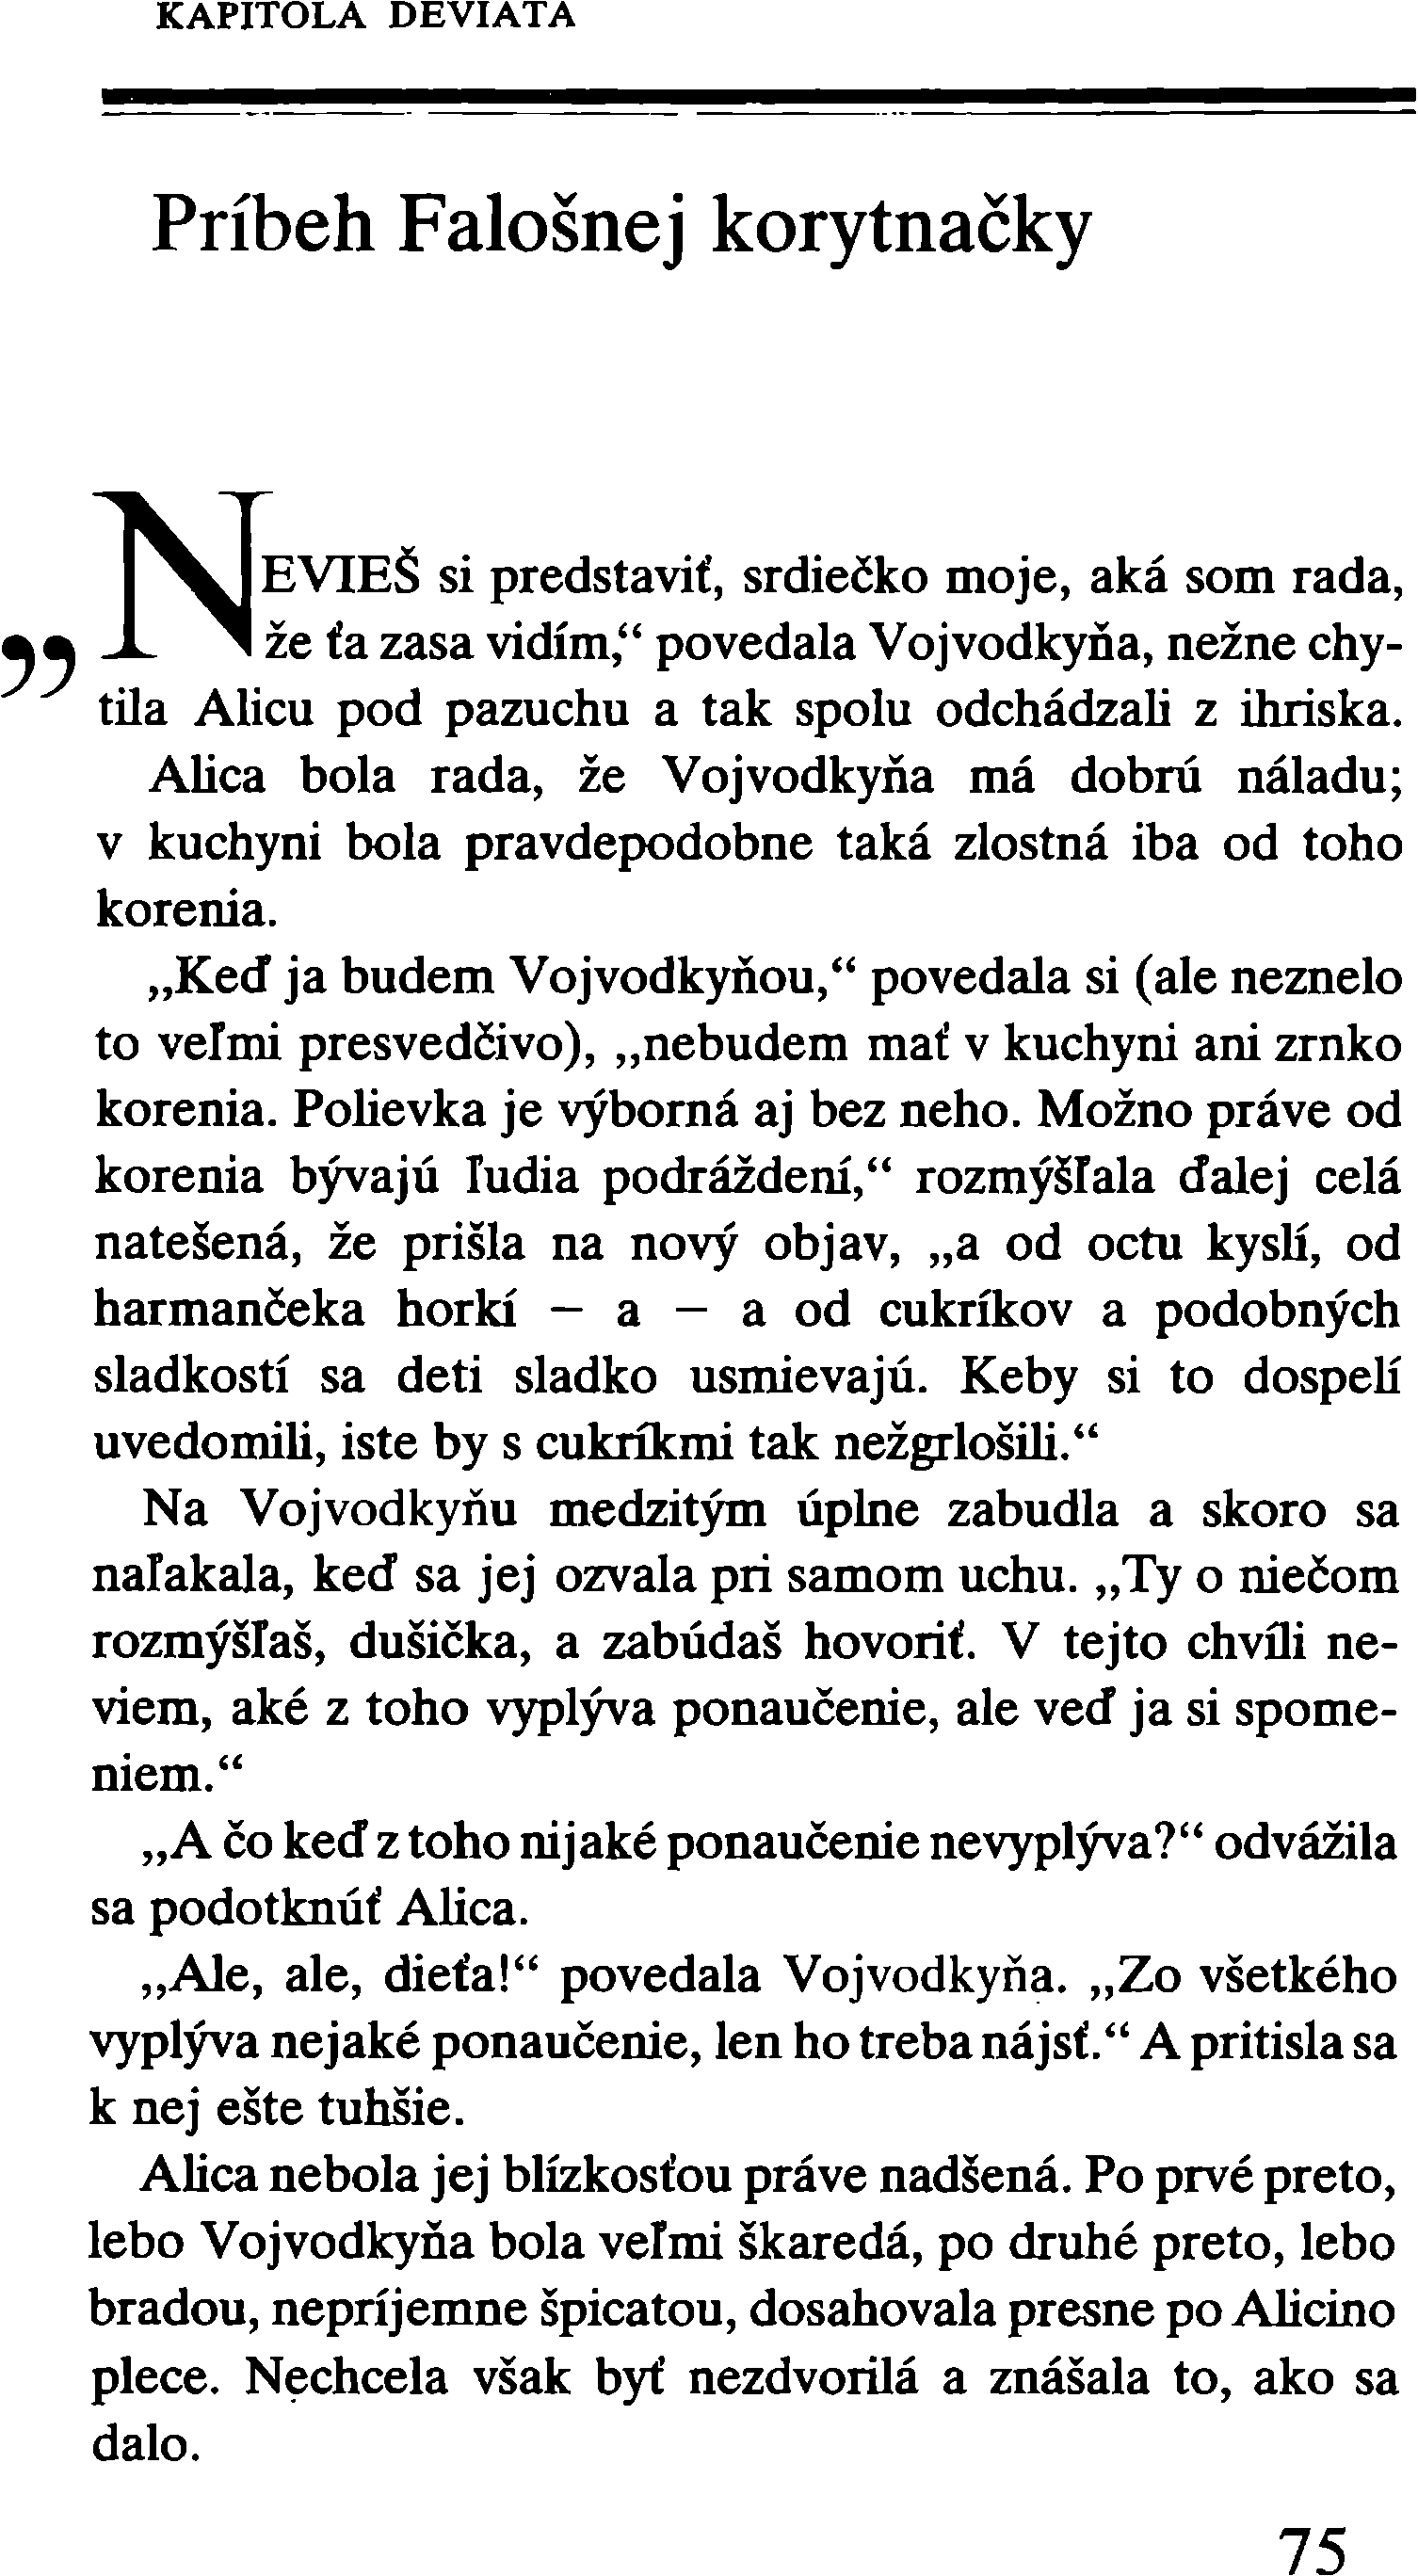 KAPITOLA DEVIATA
Príbeh Falošnej korytnačky
„NEVIEŠ si predstaviť, srdiečko moje, aká som rada,
že ťa zasa vidím,“ povedala Vojvodkyňa, nežne chy-
tila Alicu pod pazuchu a tak spolu odchádzali z ihriska.
Alica bola rada, že Vojvodkyňa má dobrú náladu;
v kuchyni bola pravdepodobne taká zlostná iba od toho
korenia.
„Keď ja budem Vojvodkyňou,“ povedala si (ale neznelo
to veľmi presvedčivo), „nebudem mať v kuchyni ani zrnko
korenia. Polievka je výborná aj bez neho. Možno práve od
korenia bývajú ľudia podráždení,“ rozmýšľala ďalej celá
natešená, že prišla na nový objav, „a od octu kyslí, od
harmančeka horkí – a – a od cukríkov a podobných
sladkostí sa deti sladko usmievajú. Keby si to dospelí
uvedomili, iste by s cukríkmi tak nežgrlošili.“
Na Vojvodkyňu medzitým úplne zabudla a skoro sa
naľakala, keď sa jej ozvala pri samom uchu. „Ty o niečom
rozmýšľaš, dušička, a zabúdaš hovoriť. V tejto chvíli ne-
viem, aké z toho vyplýva ponaučenie, ale veď ja si spome-
niem.“
„A čo keď z toho nijaké ponaučenie nevyplýva?“ odvážila
sa podotknúť Alica.
„Ale, ale, dieťa!“ povedala Vojvodkyňa. „Zo všetkého
vyplýva nejaké ponaučenie, len ho treba nájsť.“ A pritisla sa
k nej ešte tuhšie.
Alica nebola jej blízkosťou práve nadšená. Po prvé preto,
lebo Vojvodkyňa bola veľmi škaredá, po druhé preto, lebo
bradou, nepríjemne špicatou, dosahovala presne po Alicino
plece. Nechcela však byť nezdvorilá a znášala to, ako sa
dalo.
75